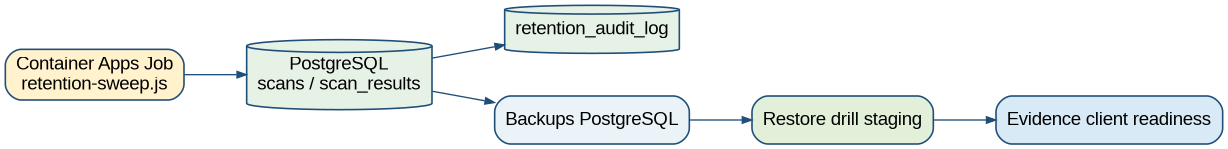 Container Apps Job
retention-sweep.js
PostgreSQL
scans / scan_results
retention_audit_log
Backups PostgreSQL
Restore drill staging
Evidence client readiness